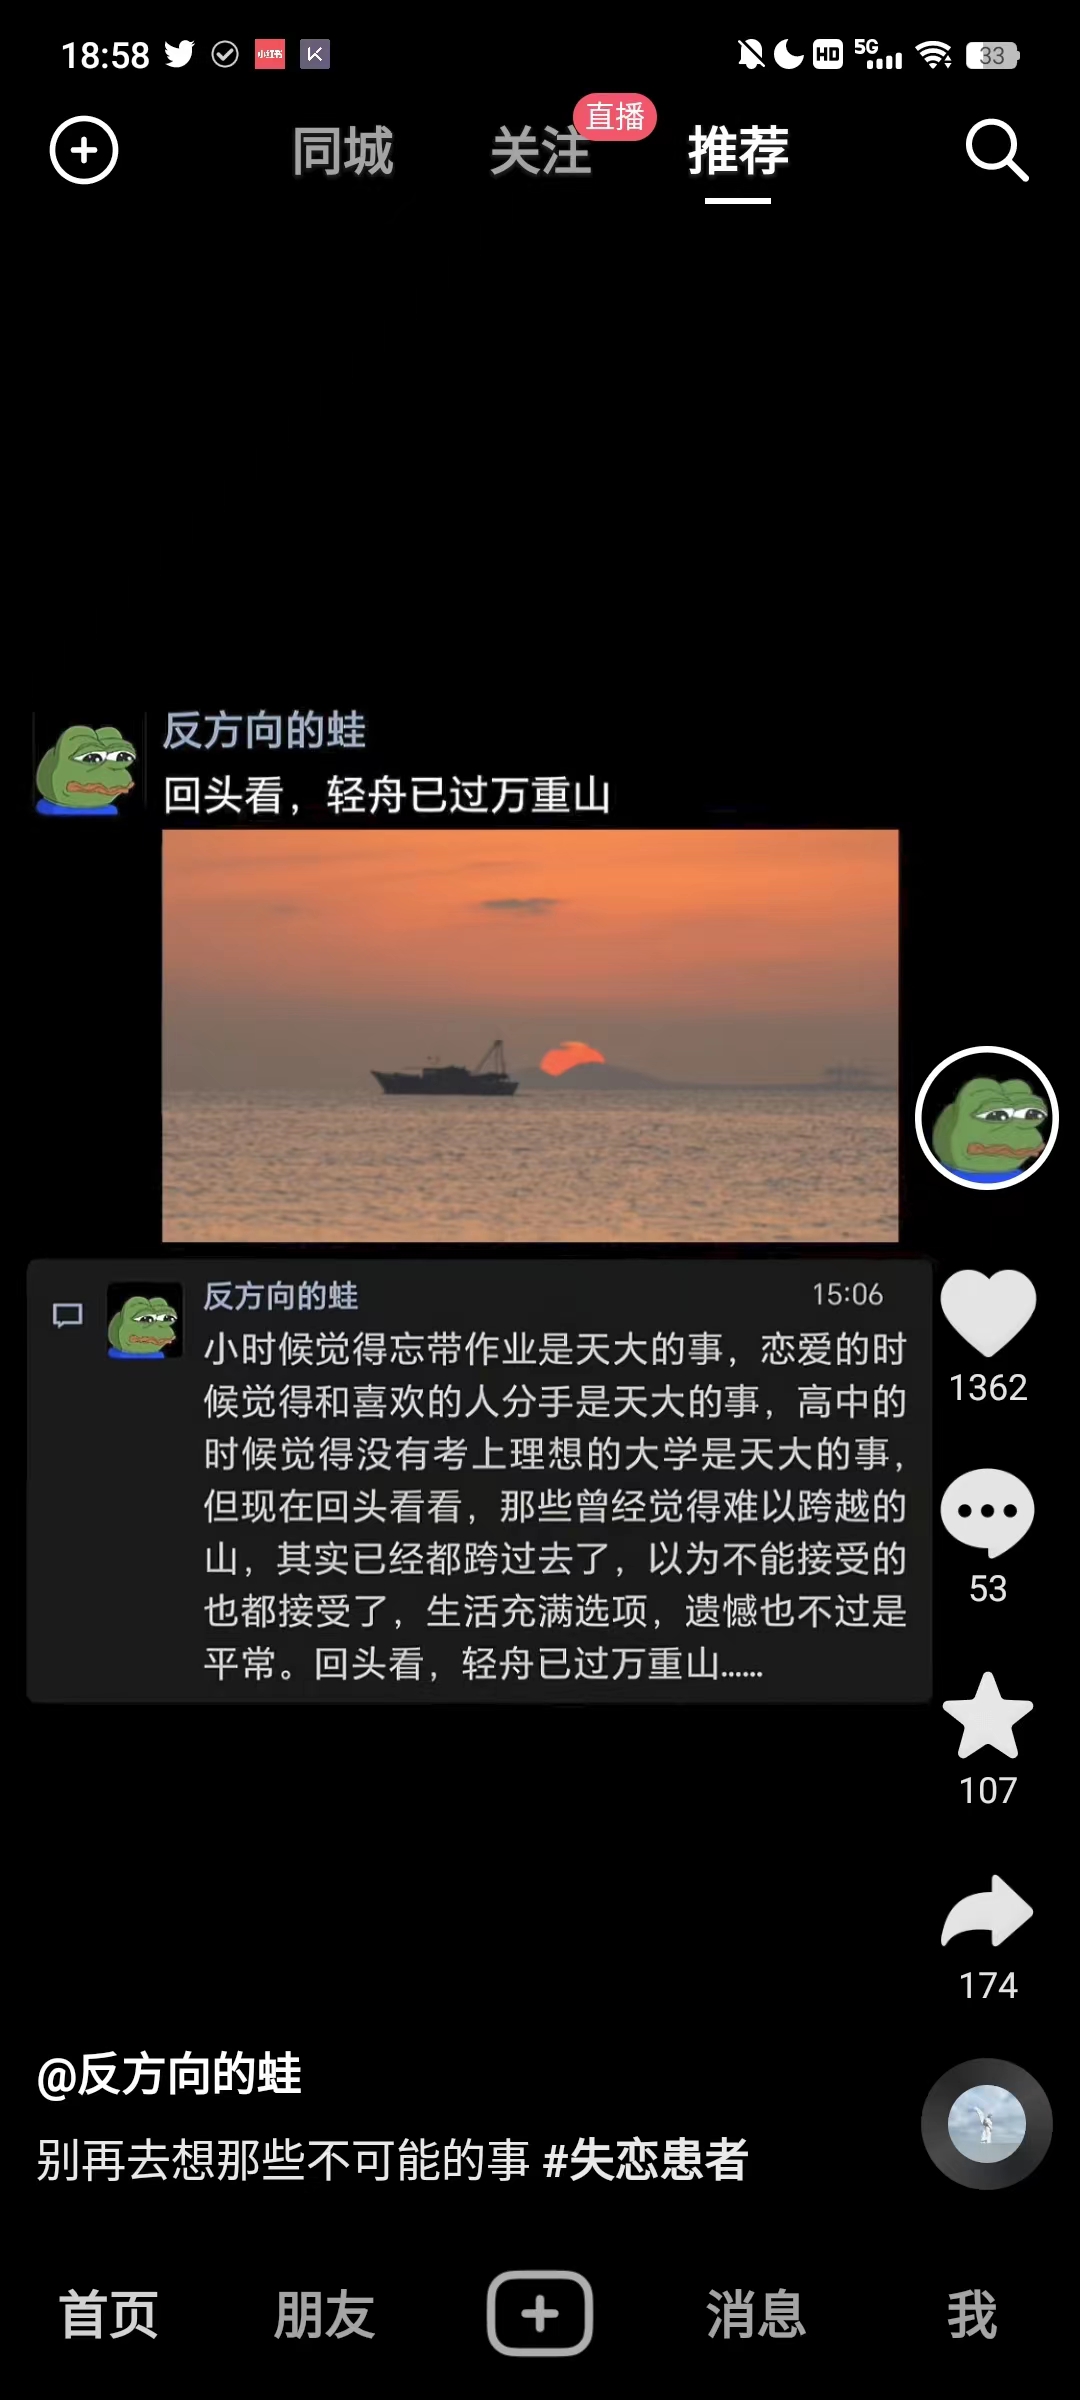 18:58 小红书 K HD 5G 33
同城 关注 直播 推荐
反方向的蛙
回头看，轻舟已过万重山
反方向的蛙 15:06
小时候觉得忘带作业是天大的事，恋爱的时
候觉得和喜欢的人分手是天大的事，高中的
时候觉得没有考上理想的大学是天大的事，
但现在回头看看，那些曾经觉得难以跨越的
山，其实已经都跨过去了，以为不能接受的
也都接受了，生活充满选项，遗憾也不过是
平常。回头看，轻舟已过万重山……
1362
53
107
174
@反方向的蛙
别再去想那些不可能的事 #失恋患者
首页 朋友 消息 我